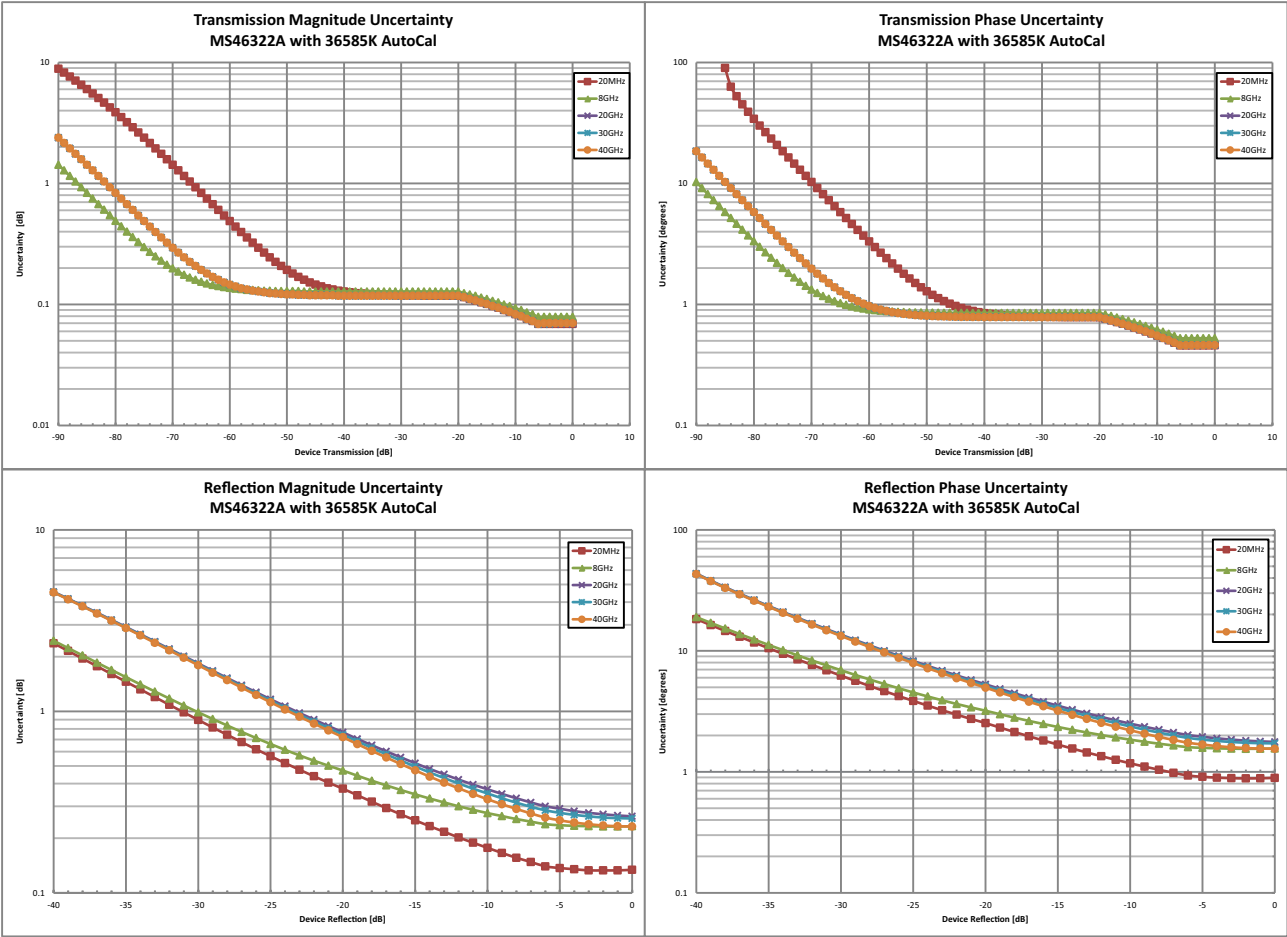 Transmission Magnitude Uncertainty
MS46322A with 36585K AutoCal
10
1
0.1
0.01
Uncertainty [dB]
-90 -80 -70 -60 -50 -40 -30 -20 -10 0 10
Device Transmission [dB]
20MHz
8GHz
20GHz
30GHz
40GHz
Transmission Phase Uncertainty
MS46322A with 36585K AutoCal
100
10
1
0.1
Uncertainty [degrees]
-90 -80 -70 -60 -50 -40 -30 -20 -10 0 10
Device Transmission [dB]
20MHz
8GHz
20GHz
30GHz
40GHz
Reflection Magnitude Uncertainty
MS46322A with 36585K AutoCal
10
1
0.1
Uncertainty [dB]
-40 -35 -30 -25 -20 -15 -10 -5 0
Device Reflection [dB]
20MHz
8GHz
20GHz
30GHz
40GHz
Reflection Phase Uncertainty
MS46322A with 36585K AutoCal
100
10
1
0.1
Uncertainty [degrees]
-40 -35 -30 -25 -20 -15 -10 -5 0
Device Reflection [dB]
20MHz
8GHz
20GHz
30GHz
40GHz